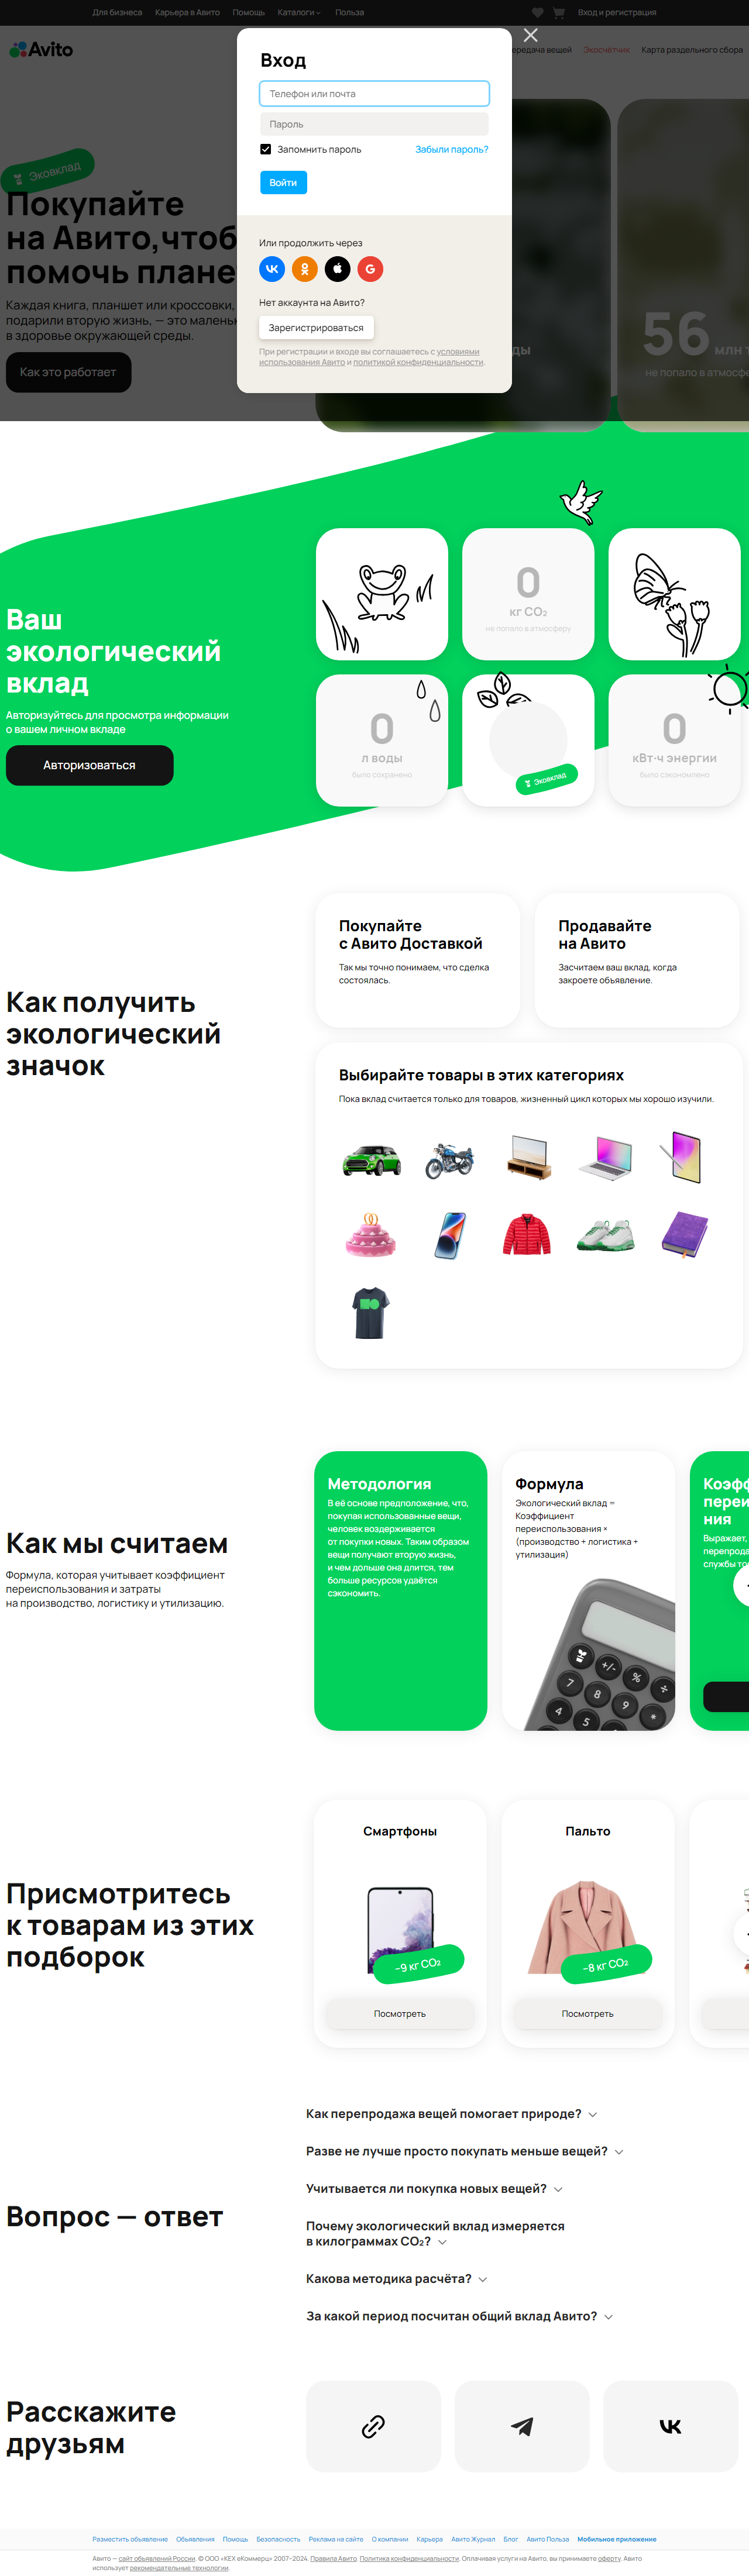 Для бизнеса Карьера в Авито Помощь Каталоги Польза Вход и регистрация
Avito
Экосчётчик Карта раздельного сбора
Вход
Телефон или почта
Пароль
Запомнить пароль Забыли пароль?
Войти
Или продолжить через
Нет аккаунта на Авито?
Зарегистрироваться
При регистрации и входе вы соглашаетесь с условиями
использования Авито и политикой конфиденциальности.
Эковклад
Покупайте
на Авито, чтоб
помочь плане
Каждая книга, планшет или кроссовки,
подарили вторую жизнь, — это малень
в здоровье окружающей среды.
Как это работает
56 млн т
не попало в атмосфе
Ваш
экологический
вклад
Авторизуйтесь для просмотра информации
о вашем личном вкладе
Авторизоваться
0
кг CO₂
не попало в атмосферу
0
л воды
было сохранено
Эковклад
0
кВт·ч энергии
было сэкономлено
Как получить
экологический
значок
Покупайте
с Авито Доставкой
Так мы точно понимаем, что сделка
состоялась.
Продавайте
на Авито
Засчитаем ваш вклад, когда
закроете объявление.
Выбирайте товары в этих категориях
Пока вклад считается только для товаров, жизненный цикл которых мы хорошо изучили.
Как мы считаем
Формула, которая учитывает коэффициент
переиспользования и затраты
на производство, логистику и утилизацию.
Методология
В её основе предположение, что,
покупая использованные вещи,
человек воздерживается
от покупки новых. Таким образом
вещи получают вторую жизнь,
и чем дольше она длится, тем
больше ресурсов удаётся
сэкономить.
Формула
Экологический вклад =
Коэффициент
переиспользования ×
(производство + логистика +
утилизация)
+/- % ÷
7 8 9 *
4 5
Коэфф
переи
ния
Выражает,
перепрода
службы то
Присмотритесь
к товарам из этих
подборок
Смартфоны
−9 кг CO₂
Посмотреть
Пальто
−8 кг CO₂
Посмотреть
Вопрос — ответ
Как перепродажа вещей помогает природе?
Разве не лучше просто покупать меньше вещей?
Учитывается ли покупка новых вещей?
Почему экологический вклад измеряется
в килограммах CO₂?
Какова методика расчёта?
За какой период посчитан общий вклад Авито?
Расскажите
друзьям
Разместить объявление Объявления Помощь Безопасность Реклама на сайте О компании Карьера Авито Журнал Блог Авито Польза Мобильное приложение
Авито — сайт объявлений России. © ООО «КЕХ еКоммерц» 2007–2024. Правила Авито. Политика конфиденциальности. Оплачивая услуги на Авито, вы принимаете оферту. Авито
использует рекомендательные технологии.